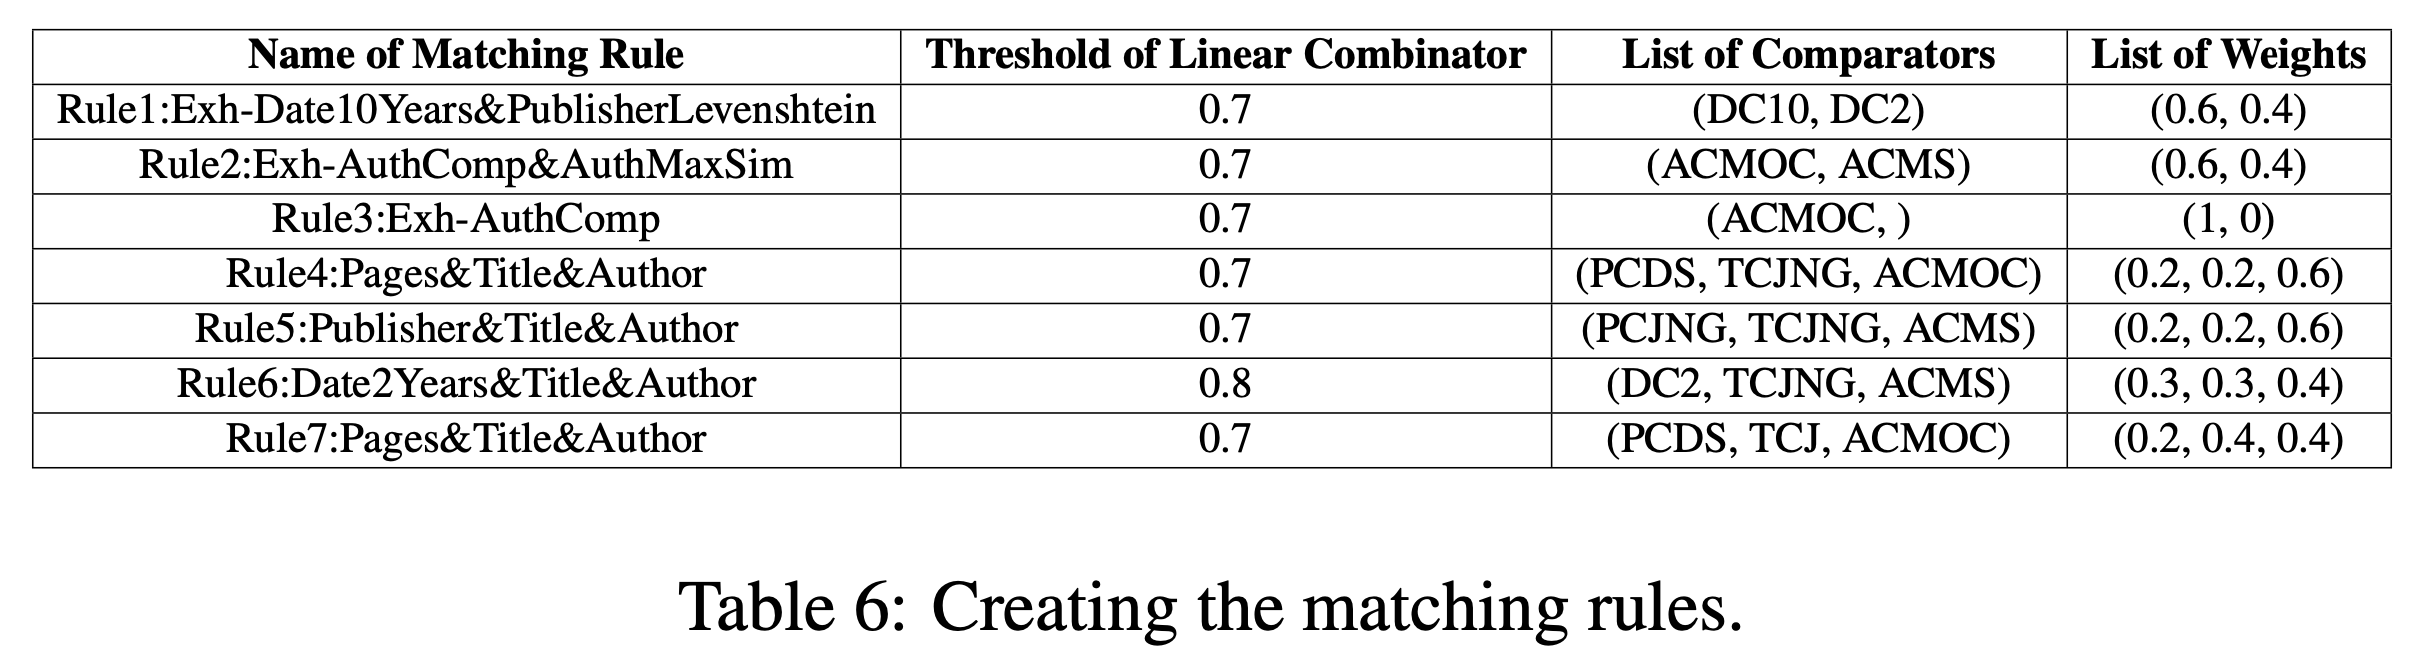 Name of Matching Rule Threshold of Linear Combinator List of Comparators List of Weights
Rule1:Exh-Date10Years&PublisherLevenshtein 0.7 (DC10, DC2) (0.6, 0.4)
Rule2:Exh-AuthComp&AuthMaxSim 0.7 (ACMOC, ACMS) (0.6, 0.4)
Rule3:Exh-AuthComp 0.7 (ACMOC, ) (1, 0)
Rule4:Pages&Title&Author 0.7 (PCDS, TCJNG, ACMOC) (0.2, 0.2, 0.6)
Rule5:Publisher&Title&Author 0.7 (PCJNG, TCJNG, ACMS) (0.2, 0.2, 0.6)
Rule6:Date2Years&Title&Author 0.8 (DC2, TCJNG, ACMS) (0.3, 0.3, 0.4)
Rule7:Pages&Title&Author 0.7 (PCDS, TCJ, ACMOC) (0.2, 0.4, 0.4)
Table 6: Creating the matching rules.